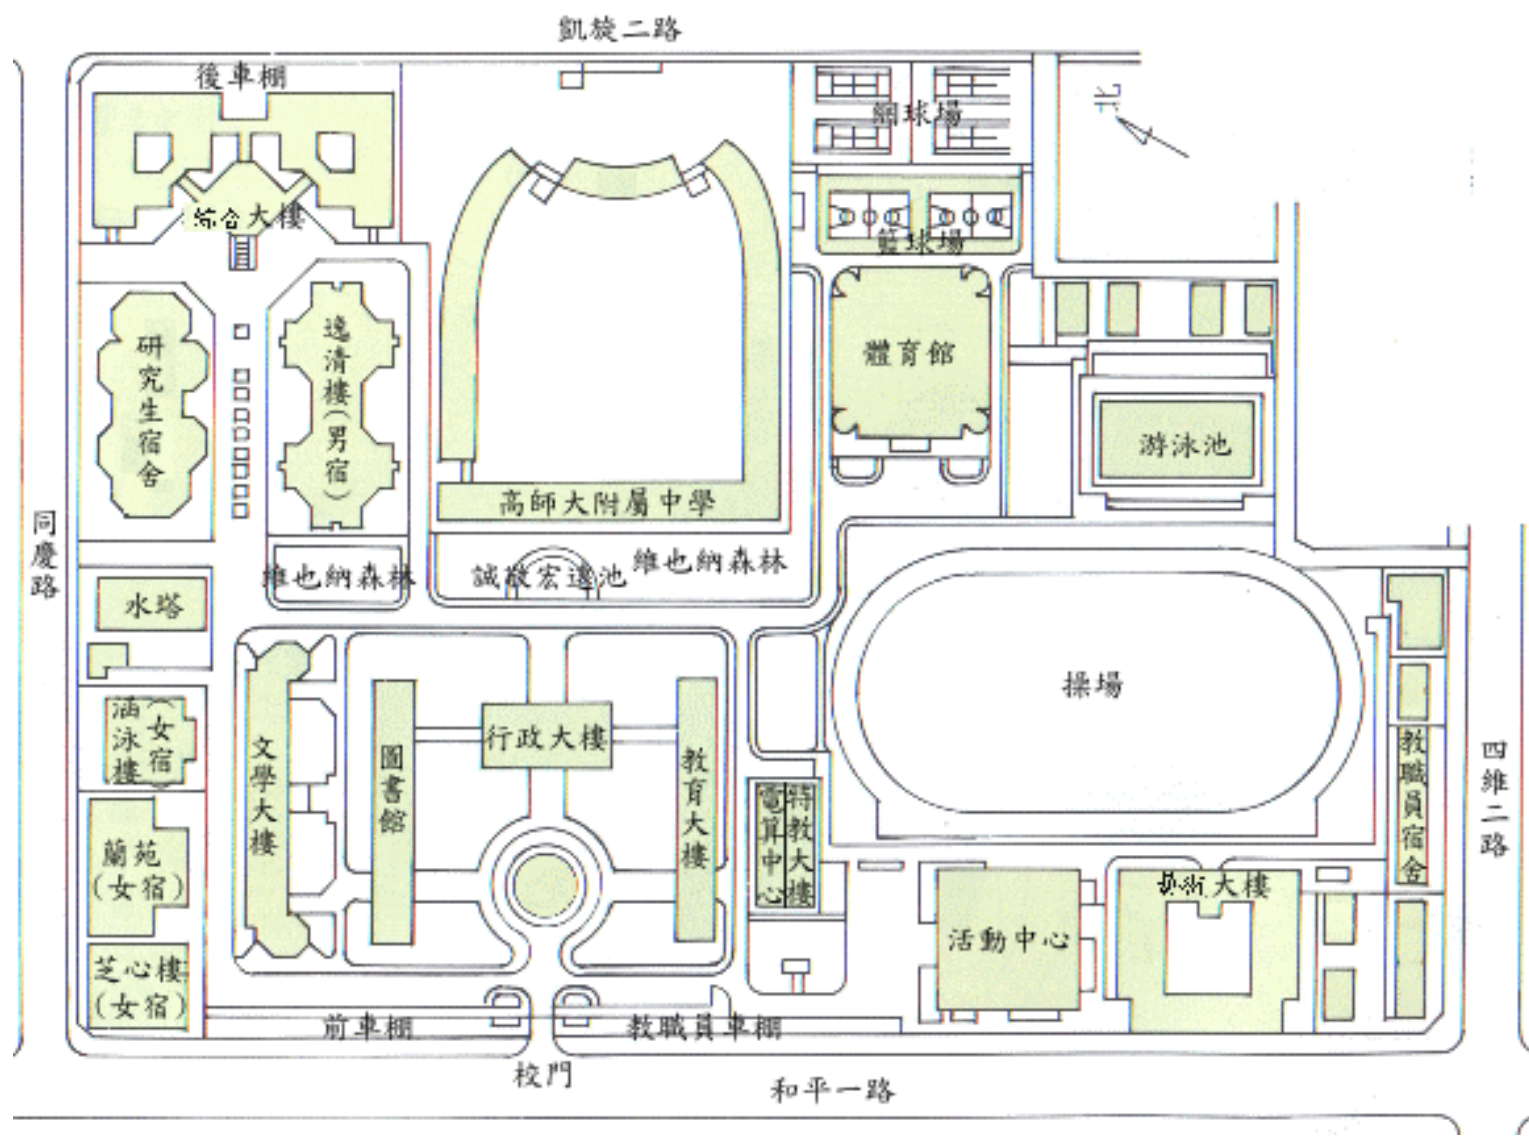 凱旋二路
後車棚
北
網球場
綜合大樓
籃球場
研究生宿舍
逸清樓(男宿)
體育館
游泳池
高師大附屬中學
同慶路
維也納森林
誠敬宏遠池
維也納森林
水塔
操場
涵泳樓(女宿)
文學大樓
圖書館
行政大樓
教育大樓
電算中心
特教大樓
教職員宿舍
四維二路
蘭苑
(女宿)
藝術大樓
活動中心
芝心樓
(女宿)
前車棚
教職員車棚
校門
和平一路